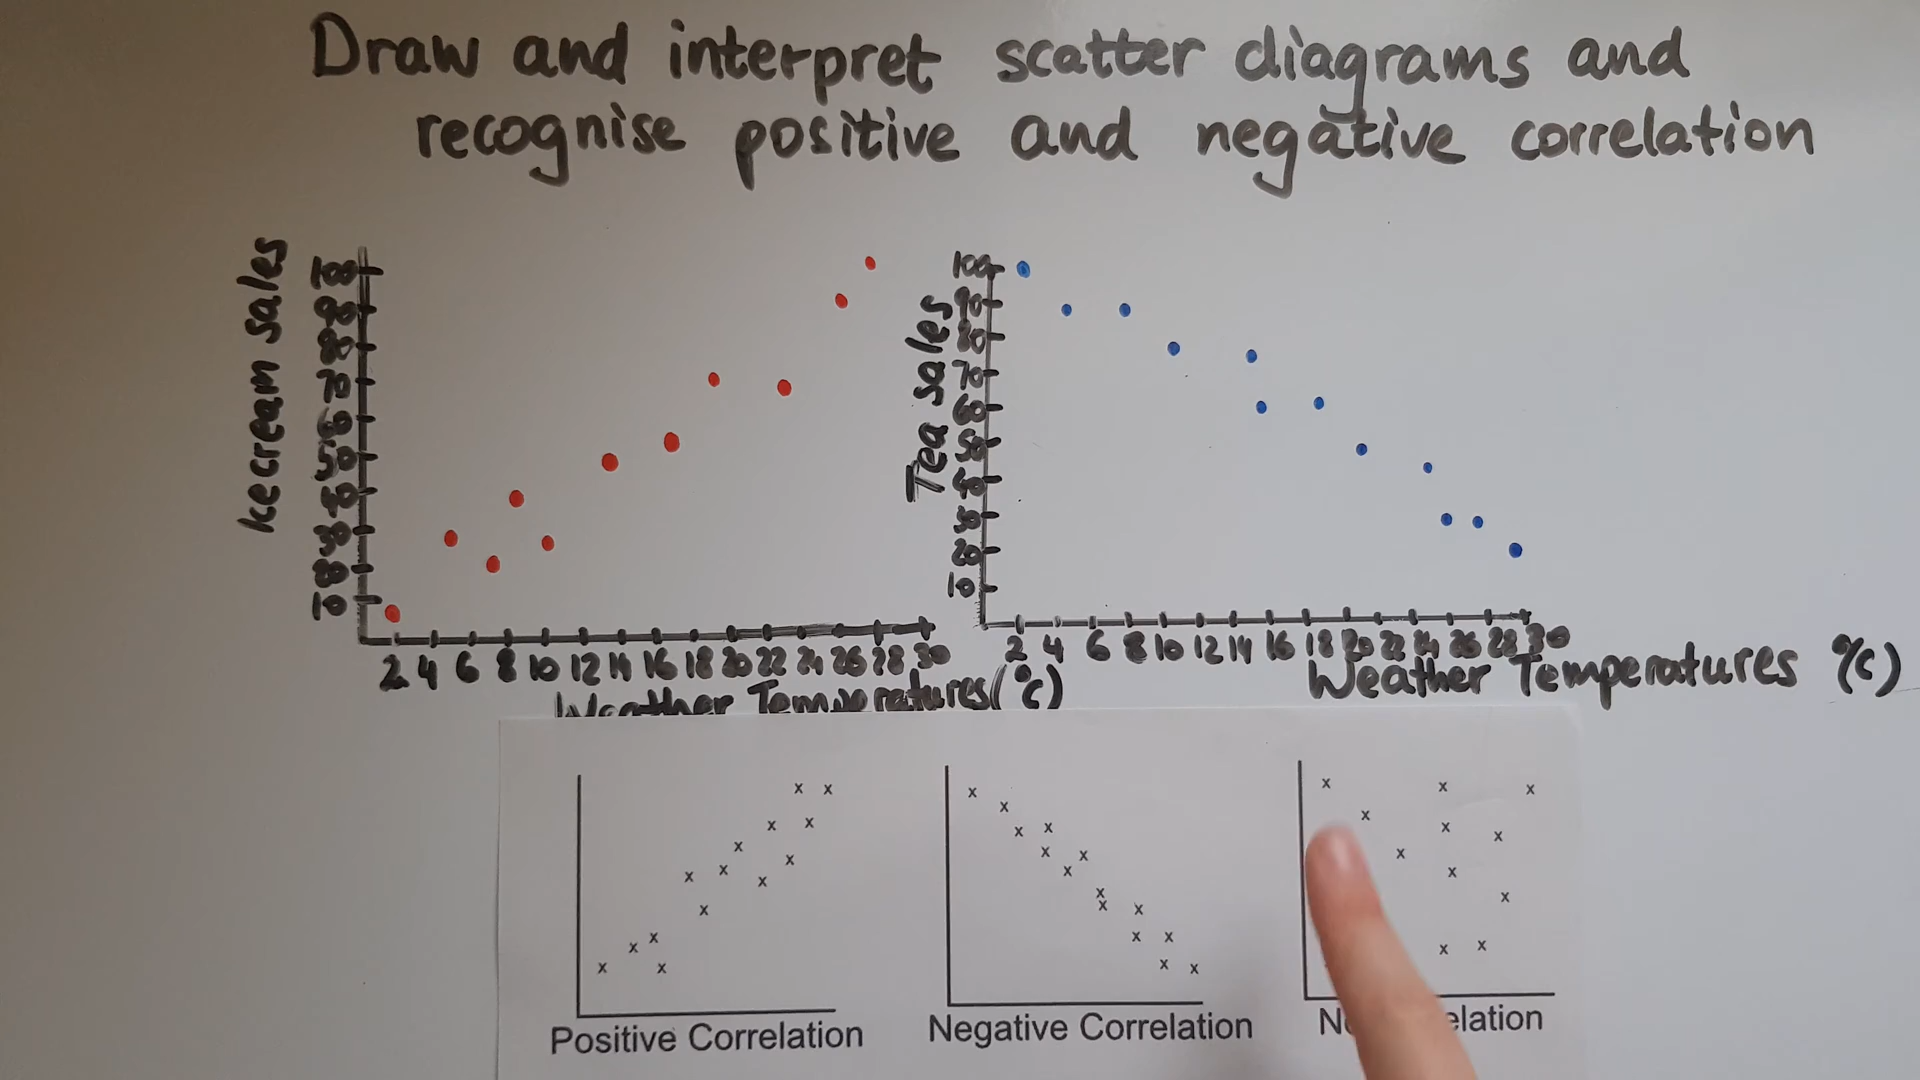 Draw and interpret scatter diagrams and
recognise positive and negative correlation
Icecream sales
100
90
80
70
60
50
40
30
20
10
2 4 6 8 10 12 14 16 18 20 22 24 26 28 30
Weather Temperatures (°C)
Tea sales
100
90
80
70
60
50
40
30
20
10
2 4 6 8 10 12 14 16 18 20 22 24 26 28 30
Weather Temperatures (°C)
Positive Correlation
Negative Correlation